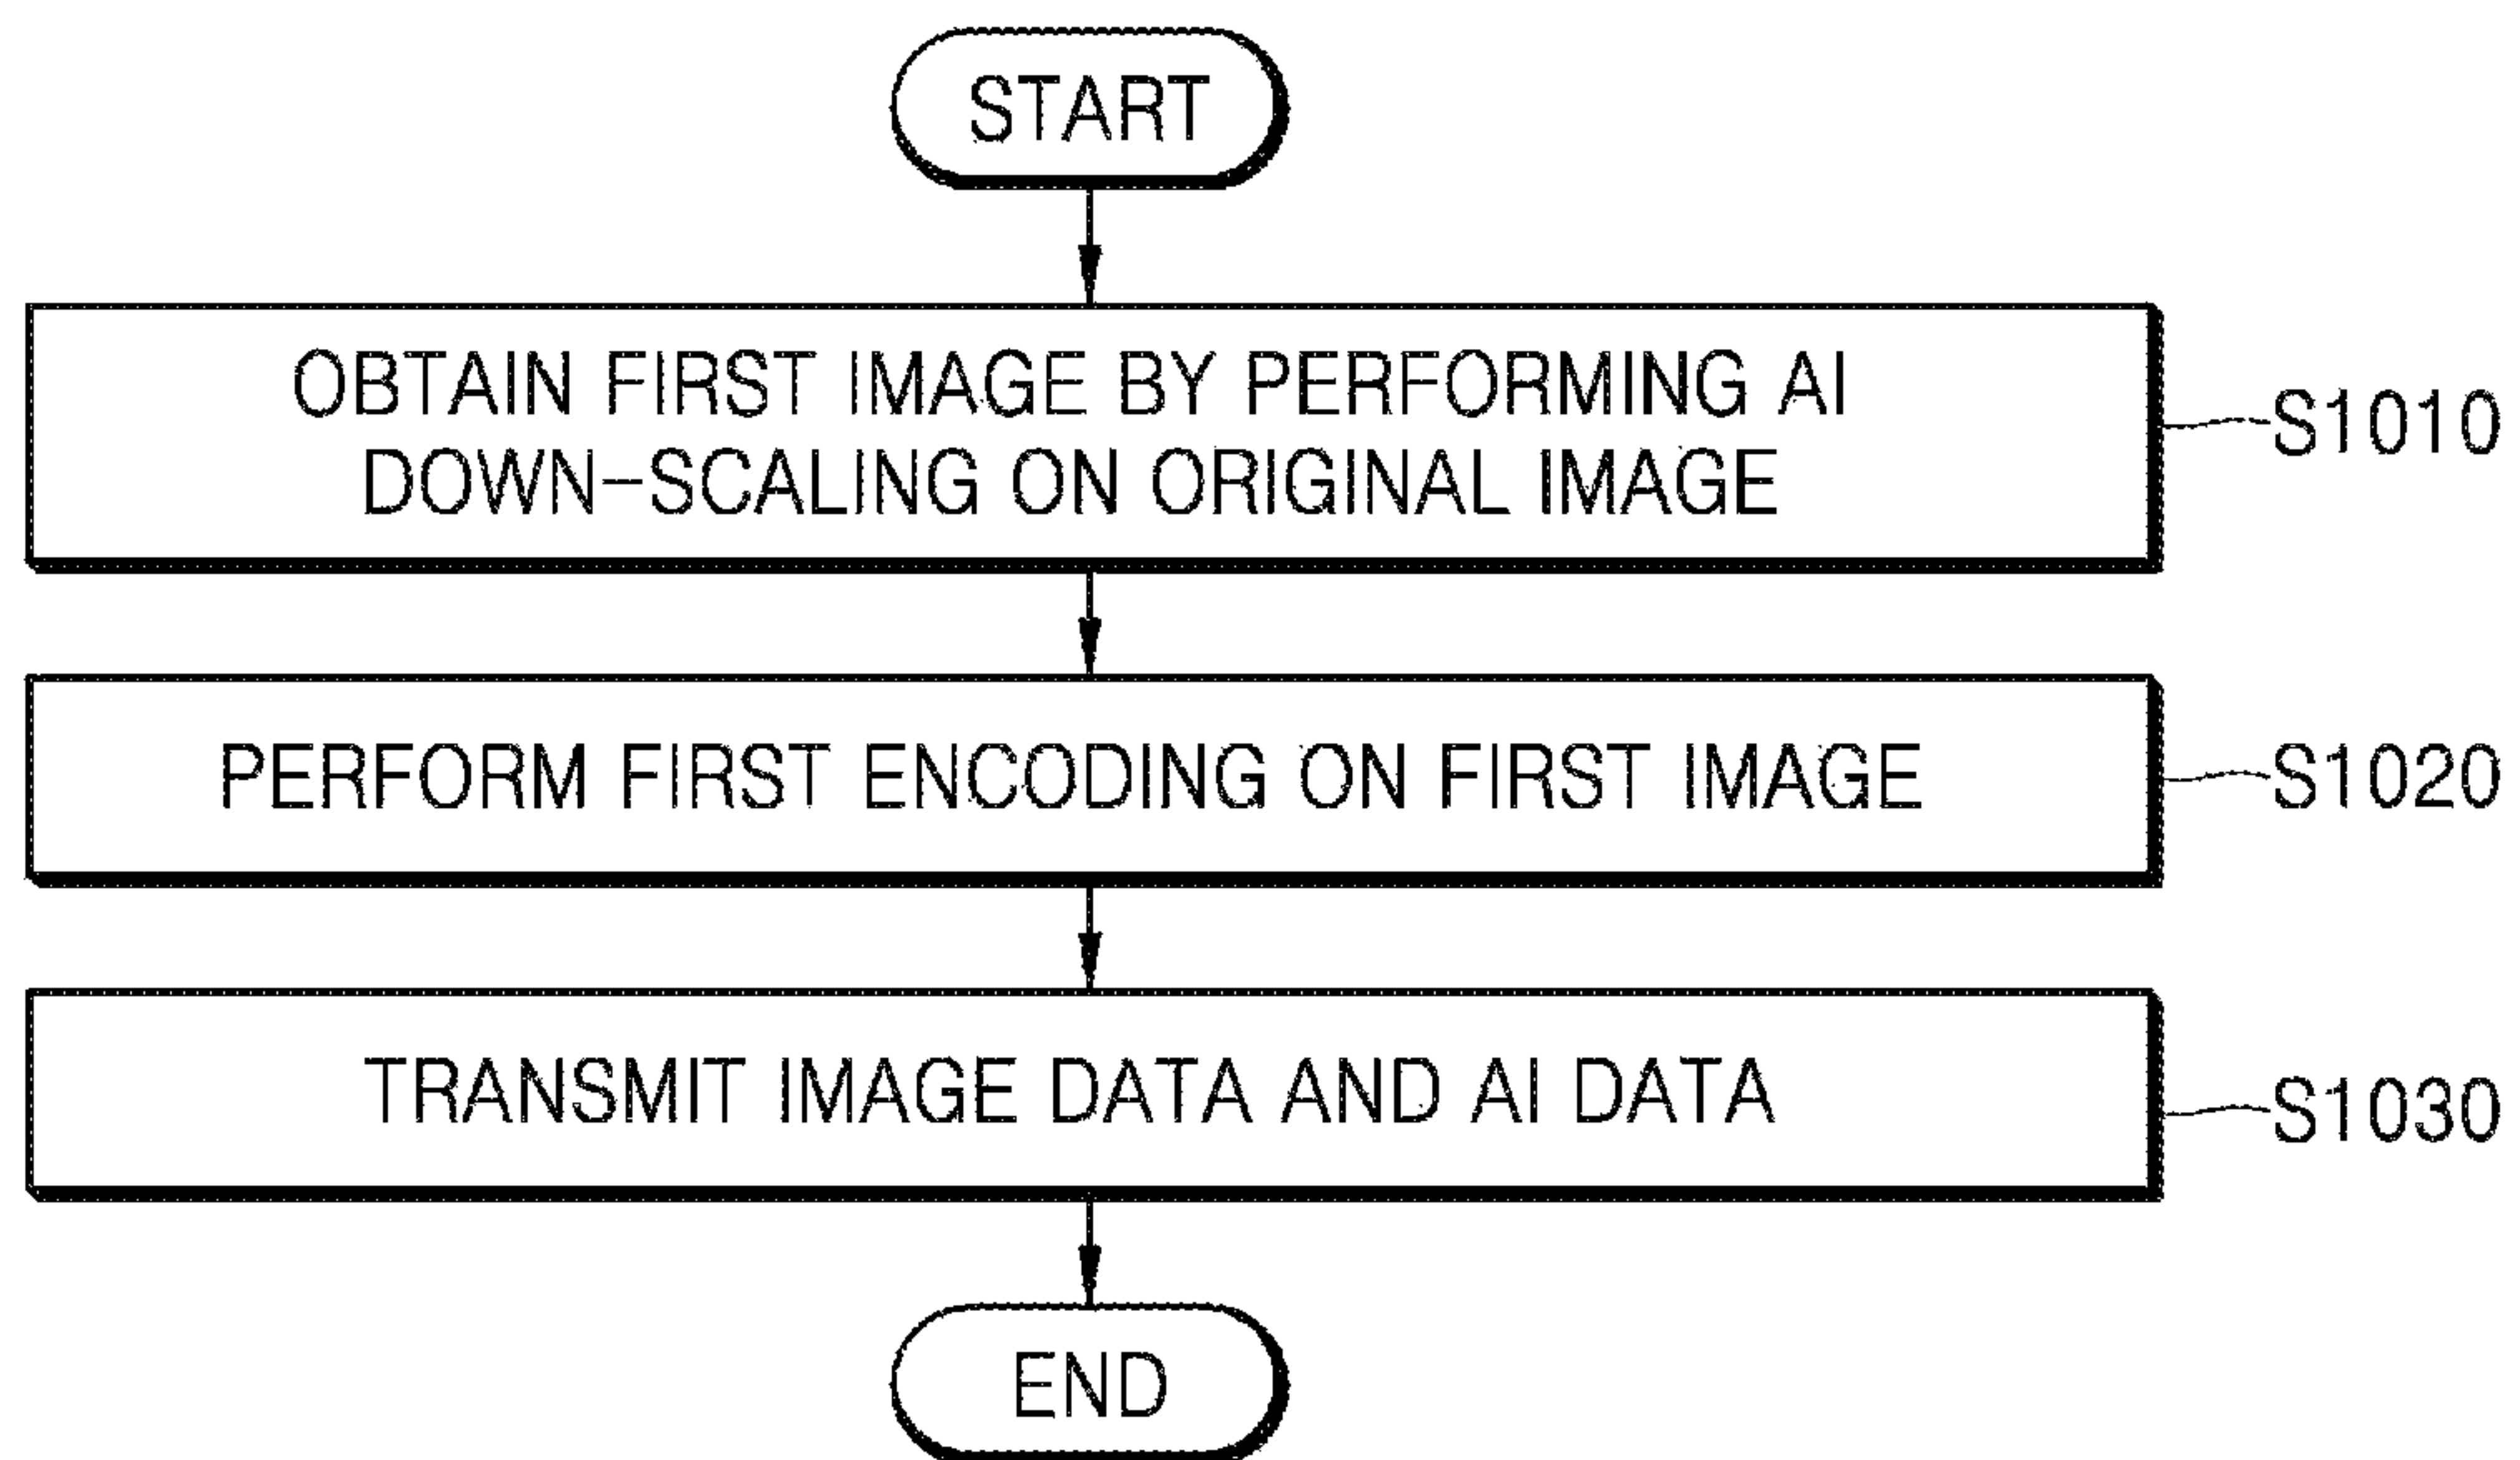 START
OBTAIN FIRST IMAGE BY PERFORMING AI
DOWN-SCALING ON ORIGINAL IMAGE
S1010
PERFORM FIRST ENCODING ON FIRST IMAGE
S1020
TRANSMIT IMAGE DATA AND AI DATA
S1030
END